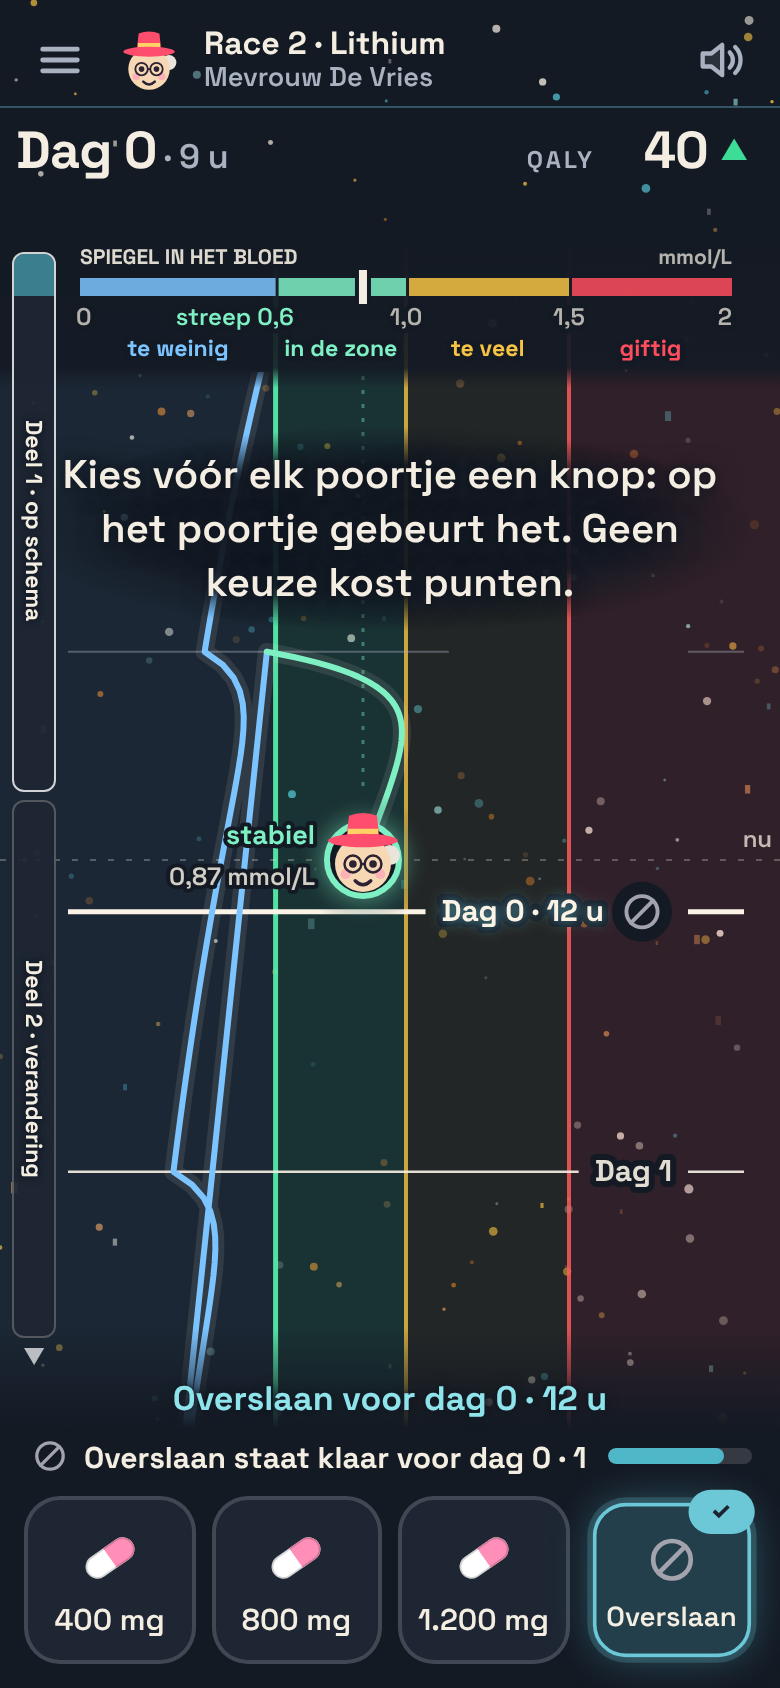 Race 2 · Lithium
Mevrouw De Vries
Dag 0 · 9 u
QALY 40
SPIEGEL IN HET BLOED
mmol/L
0
streep 0,6
1,0
1,5
2
te weinig
in de zone
te veel
giftig
Deel 1 · op schema
Kies vóór elk poortje een knop: op
het poortje gebeurt het. Geen
keuze kost punten.
nu
stabiel
0,87 mmol/L
Dag 0 · 12 u
Deel 2 · verandering
Dag 1
Overslaan voor dag 0 · 12 u
Overslaan staat klaar voor dag 0 · 1
400 mg
800 mg
1.200 mg
Overslaan